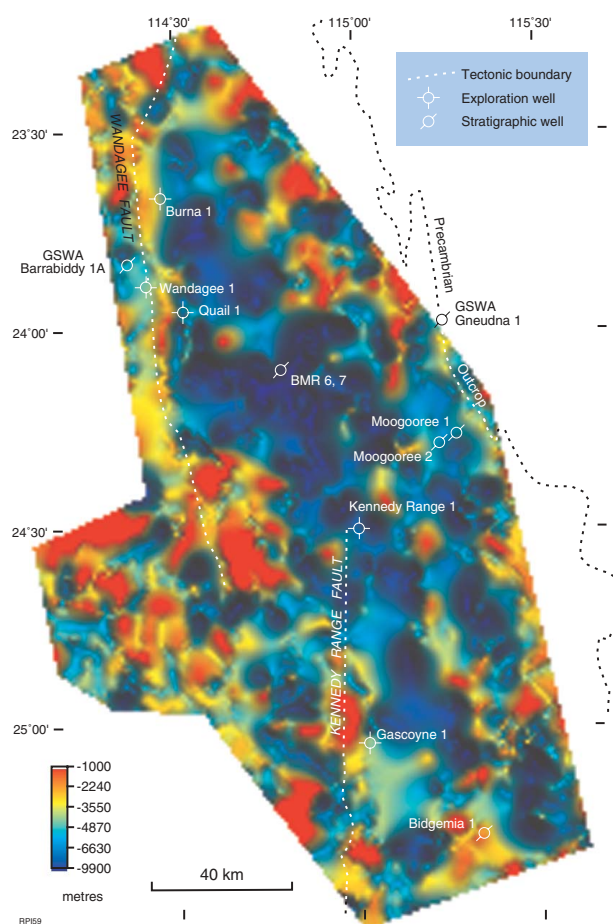 114°30'
115°00'
115°30'
Tectonic boundary
Exploration well
Stratigraphic well
23°30'
WANDAGEE FAULT
Burna 1
Precambrian
GSWA
Barrabiddy 1A
Wandagee 1
Quail 1
GSWA
Gneudna 1
24°00'
BMR 6, 7
Outcrop
Moogooree 1
Moogooree 2
24°30'
Kennedy Range 1
KENNEDY RANGE FAULT
25°00'
Gascoyne 1
Bidgemia 1
-1000
-2240
-3550
-4870
-6130
-9900
metres
40 km
RPI59